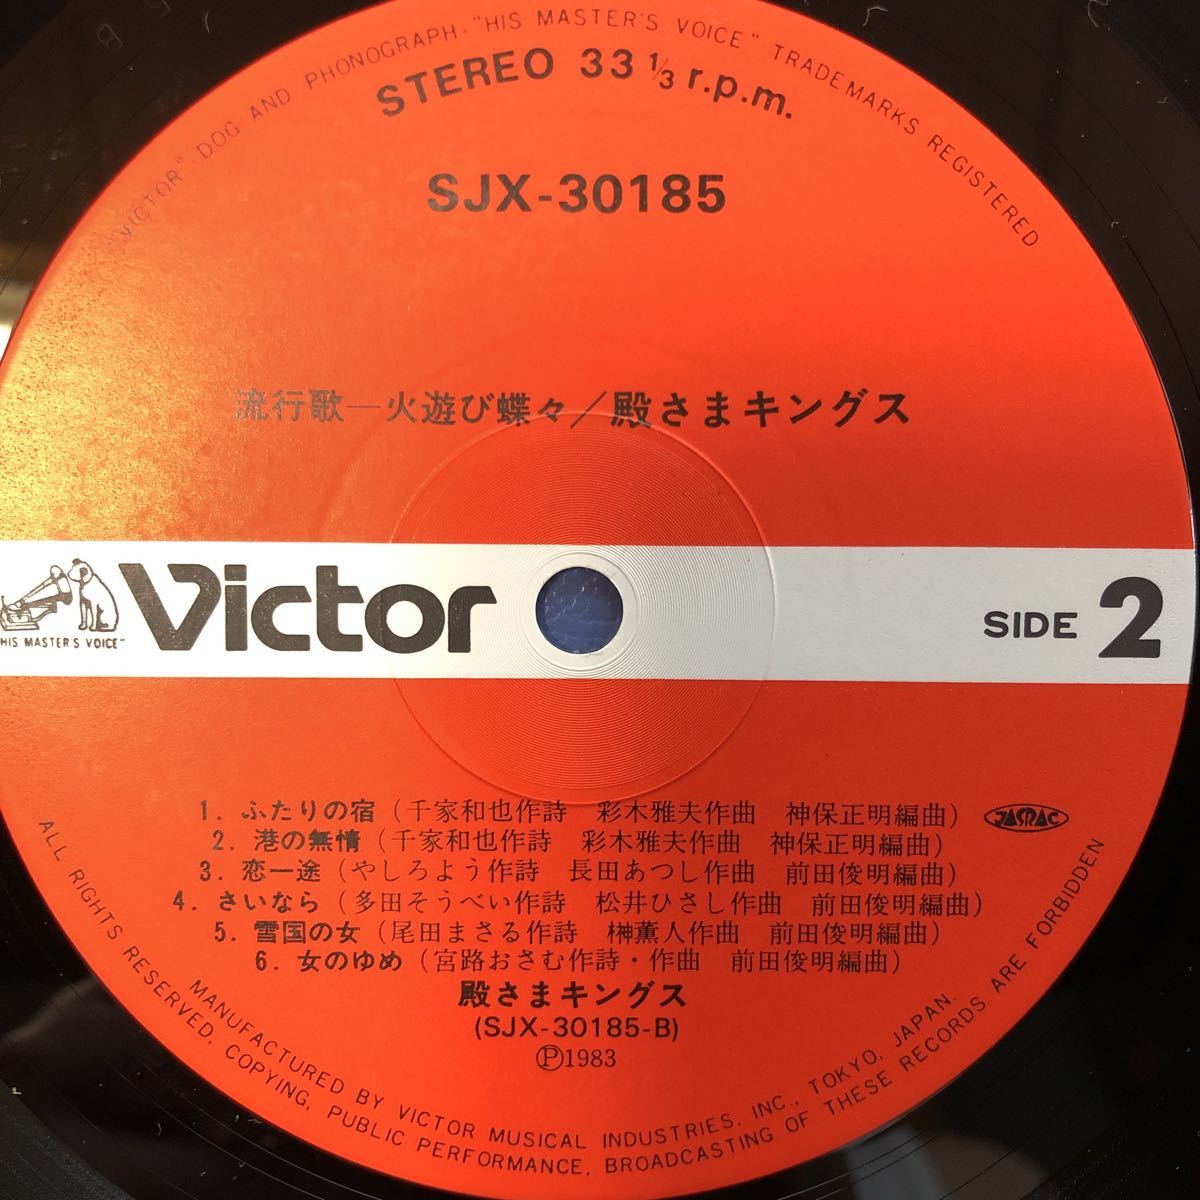 "VICTOR"·DOG AND PHONOGRAPH·"HIS MASTER'S VOICE" TRADEMARKS REGISTERED
STEREO 33 1/3 r.p.m.
SJX-30185
流行歌—火遊び蝶々／殿さまキングス
"HIS MASTER'S VOICE"
Victor
SIDE 2
1. ふたりの宿（千家和也作詩 彩木雅夫作曲 神保正明編曲）
JASRAC
2. 港の無情（千家和也作詩 彩木雅夫作曲 神保正明編曲）
3. 恋一途（やしろよう作詩 長田あつし作曲 前田俊明編曲）
4. さいなら（多田そうべい作詩 松井ひさし作曲 前田俊明編曲）
5. 雪国の女（尾田まさる作詩 榊薫人作曲 前田俊明編曲）
6. 女のゆめ（宮路おさむ作詩・作曲 前田俊明編曲）
殿さまキングス
(SJX-30185-B)
Ⓟ1983
MANUFACTURED BY VICTOR MUSICAL INDUSTRIES, INC., TOKYO, JAPAN.
ALL RIGHTS RESERVED, COPYING, PUBLIC PERFORMANCE, BROADCASTING OF THESE RECORDS ARE FORBIDDEN